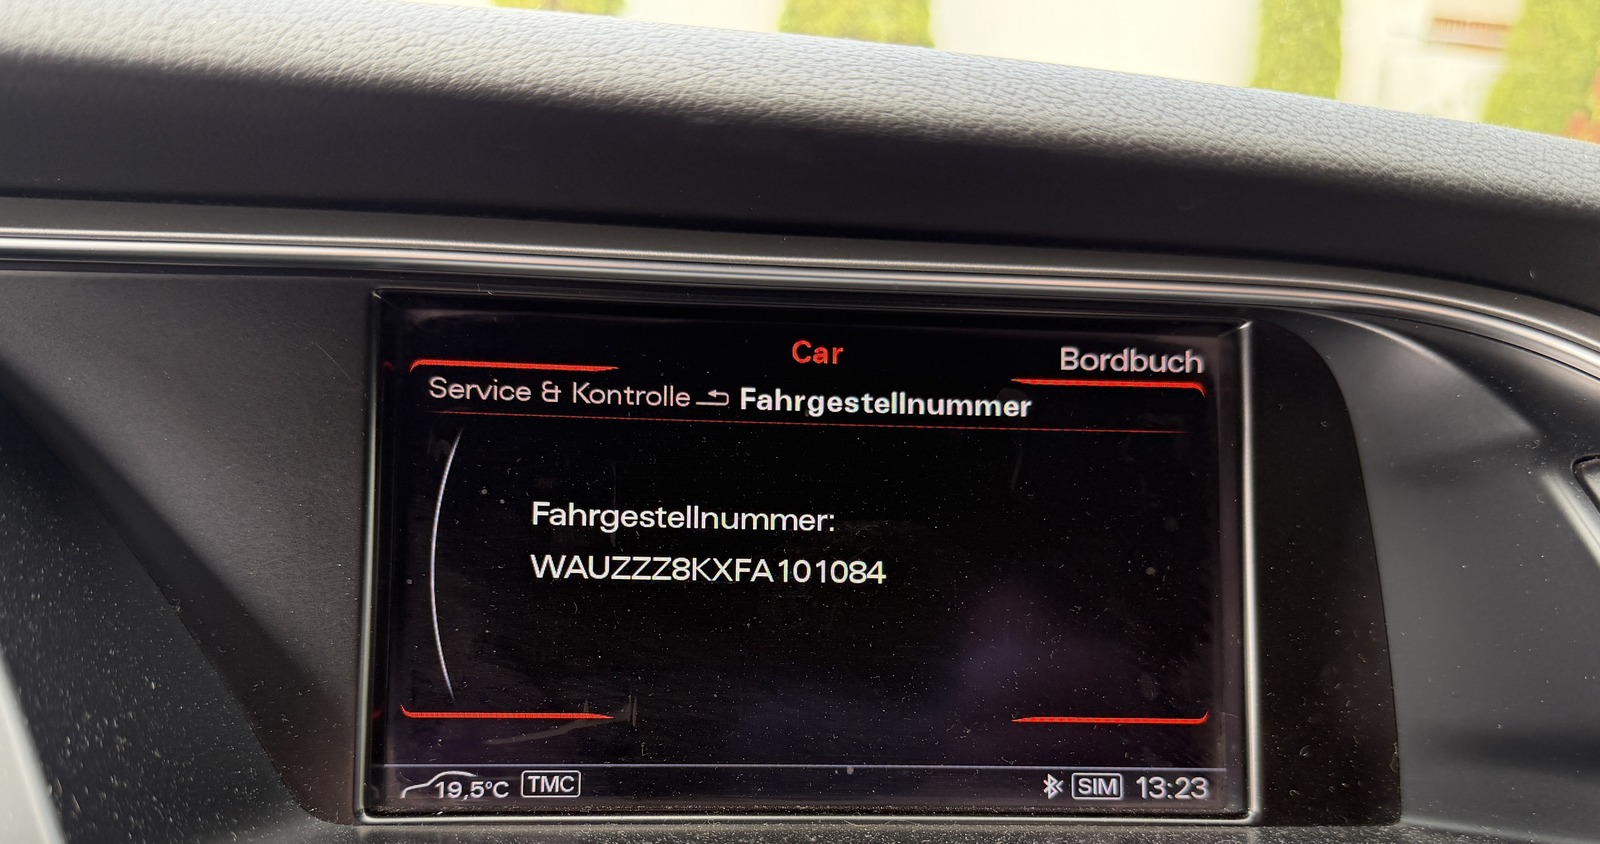 Car
Bordbuch
Service & Kontrolle Fahrgestellnummer
Fahrgestellnummer:
WAUZZZ8KXFA101084
19,5°C TMC SIM 13:23